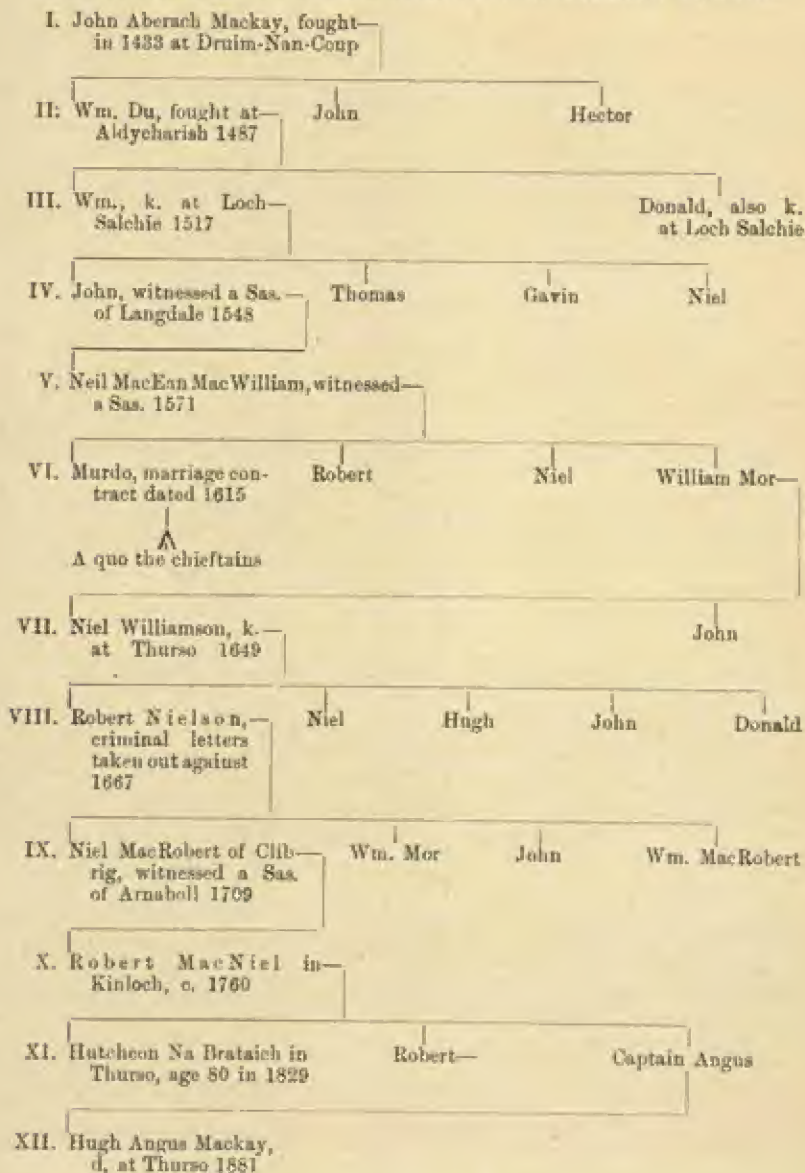 I. John Aberach Mackay, fought—
in 1433 at Druim-Nan-Coup
II: Wm. Du, fought at— John Hector
Aldycharish 1487
III. Wm., k. at Loch— Donald, also k.
Salchie 1517 at Loch Salchie
IV. John, witnessed a Sas.— Thomas Gavin Niel
of Langdale 1548
V. Neil MacEan MacWilliam, witnessed—
a Sas. 1571
VI. Murdo, marriage con- Robert Niel William Mor—
tract dated 1615
A quo the chieftains
VII. Niel Williamson, k.— John
at Thurso 1649
VIII. Robert Nielson,— Niel Hugh John Donald
criminal letters
taken out against
1667
IX. Niel MacRobert of Clib— Wm. Mor John Wm. MacRobert
rig, witnessed a Sas.
of Arnaboll 1709
X. Robert MacNiel in—
Kinloch, c. 1760
XI. Hutcheon Na Brataich in Robert— Captain Angus
Thurso, age 80 in 1829
XII. Hugh Angus Mackay,
d. at Thurso 1881